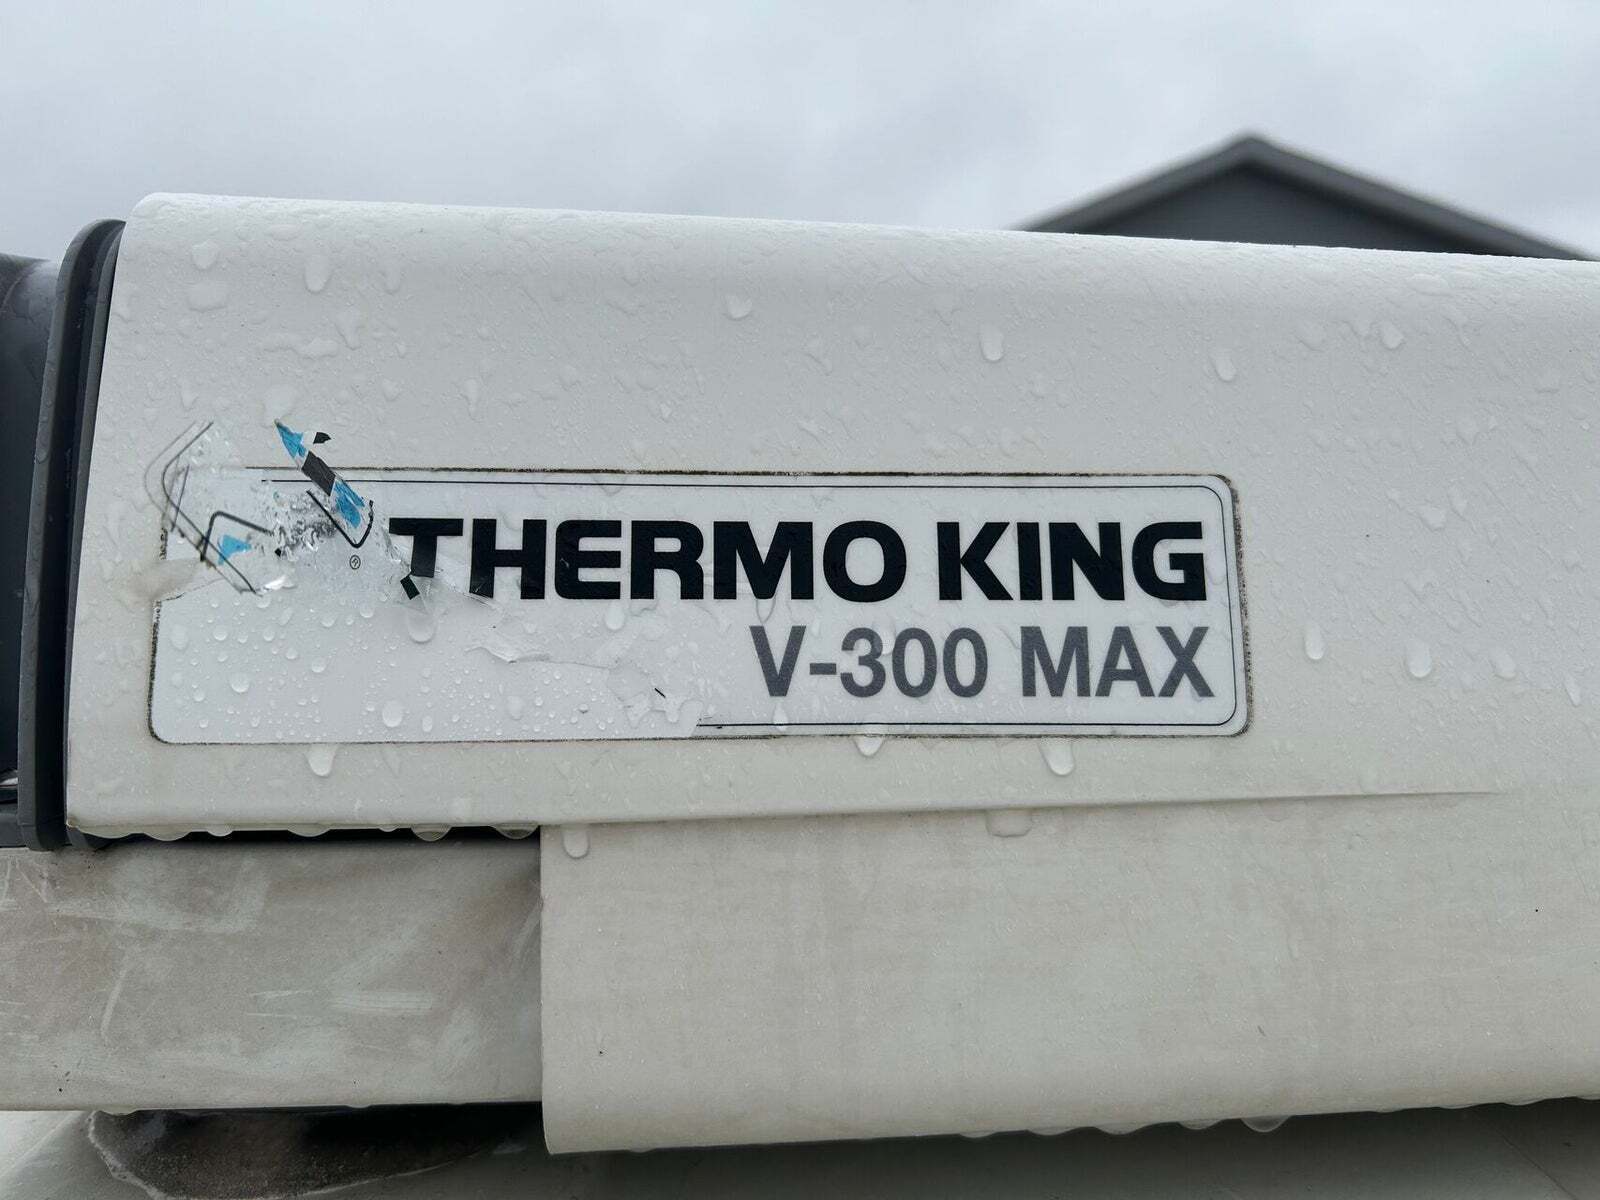 ®
THERMO KING
V-300 MAX